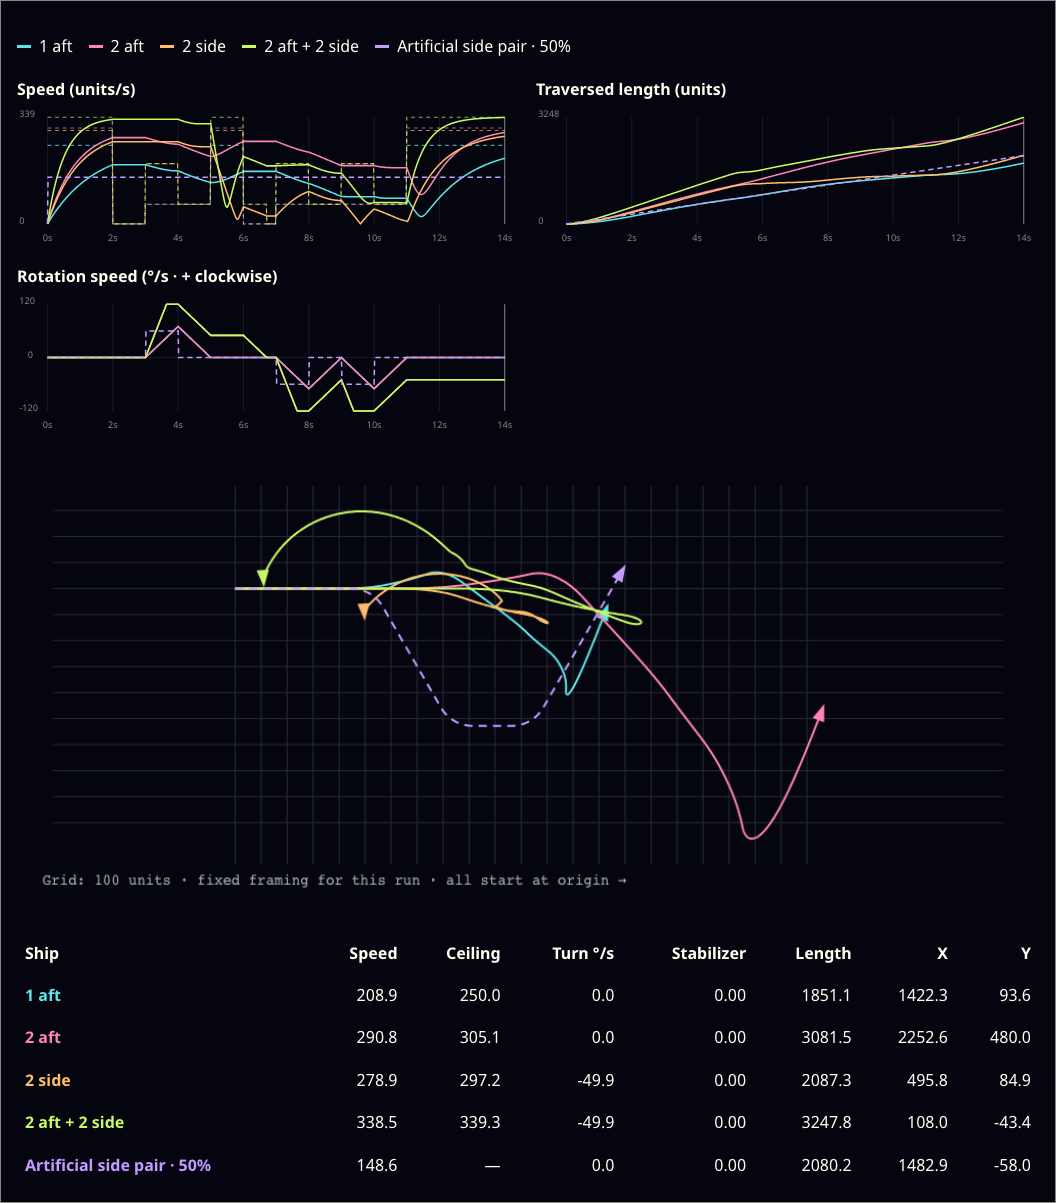 1 aft 2 aft 2 side 2 aft + 2 side Artificial side pair · 50%
Speed (units/s) Traversed length (units)
339 3248
0 0
0s 2s 4s 6s 8s 10s 12s 14s 0s 2s 4s 6s 8s 10s 12s 14s
Rotation speed (°/s · + clockwise)
120
0
-120
0s 2s 4s 6s 8s 10s 12s 14s
Grid: 100 units · fixed framing for this run · all start at origin →
Ship Speed Ceiling Turn °/s Stabilizer Length X Y
1 aft 208.9 250.0 0.0 0.00 1851.1 1422.3 93.6
2 aft 290.8 305.1 0.0 0.00 3081.5 2252.6 480.0
2 side 278.9 297.2 -49.9 0.00 2087.3 495.8 84.9
2 aft + 2 side 338.5 339.3 -49.9 0.00 3247.8 108.0 -43.4
Artificial side pair · 50% 148.6 — 0.0 0.00 2080.2 1482.9 -58.0